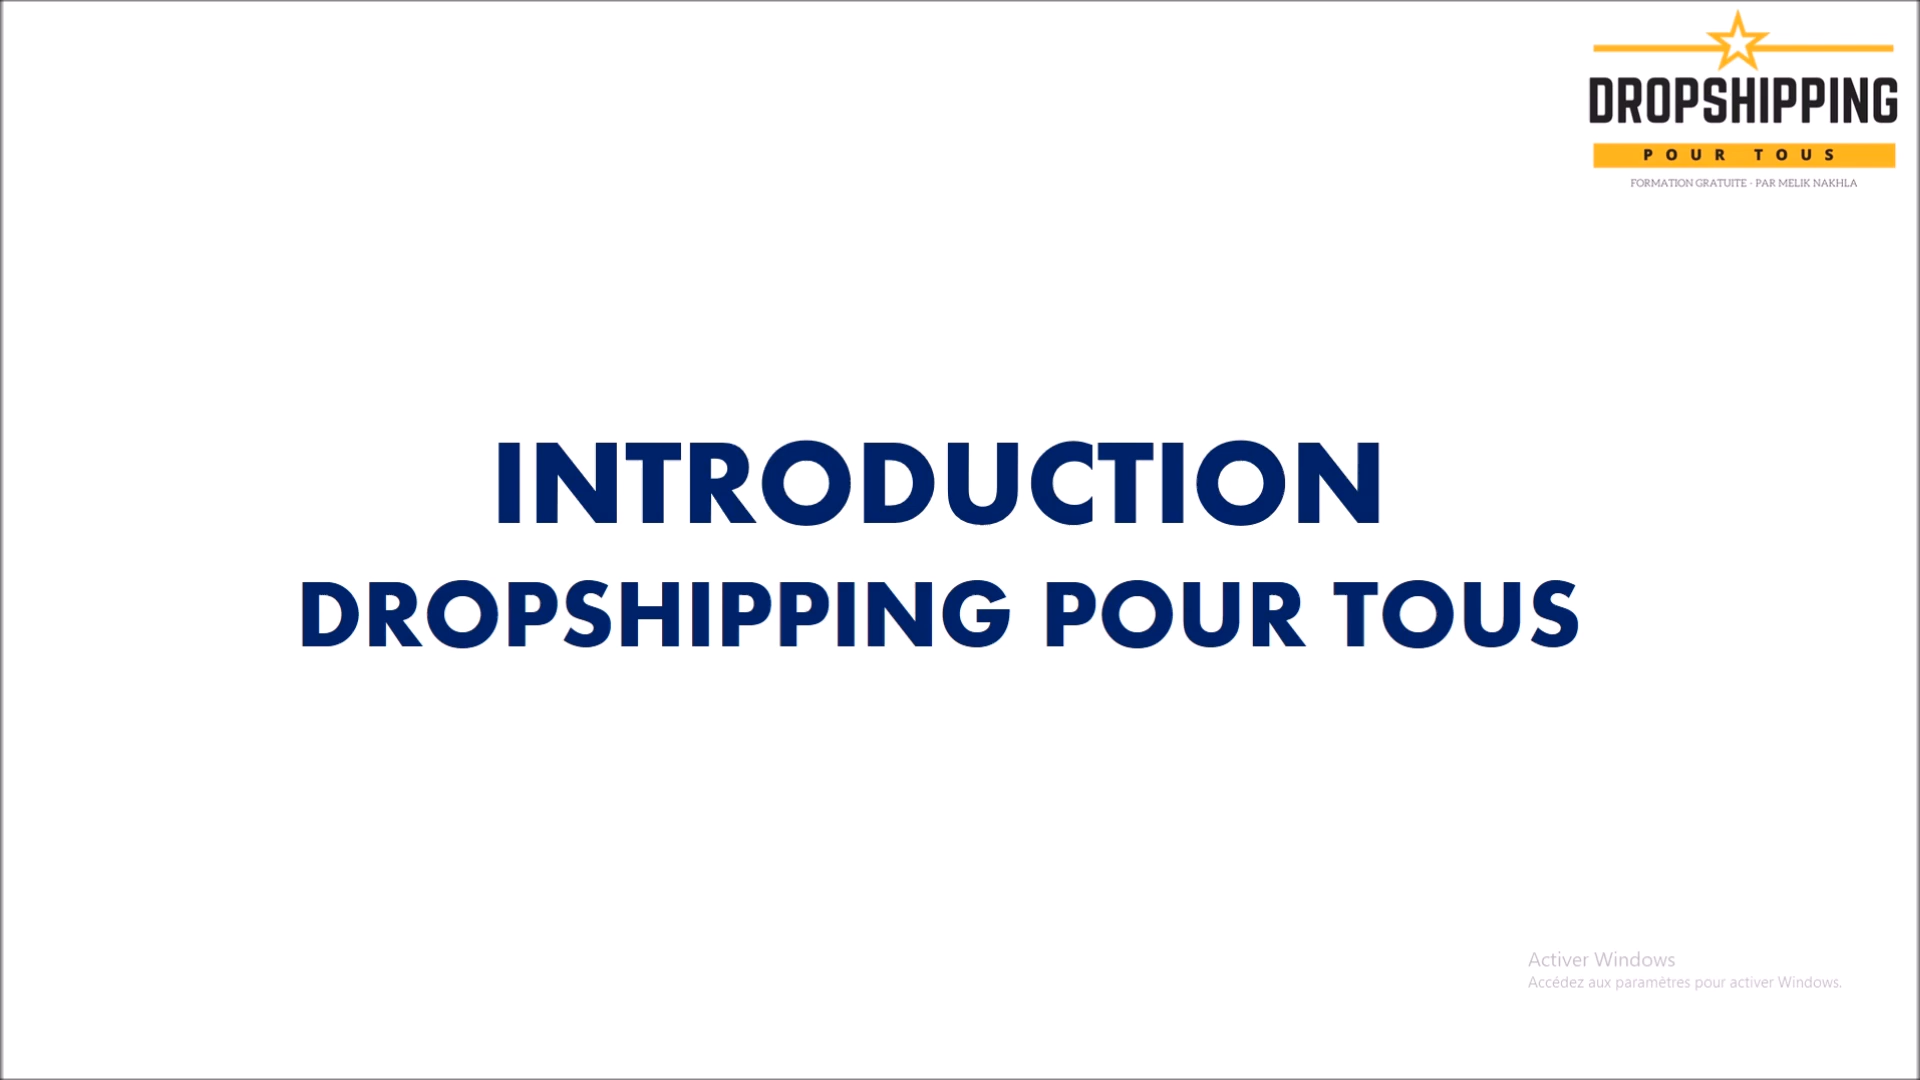 DROPSHIPPING
POUR TOUS
FORMATION GRATUITE - PAR MELIK NAKHLA
INTRODUCTION
DROPSHIPPING POUR TOUS
Activer Windows
Accédez aux paramètres pour activer Windows.